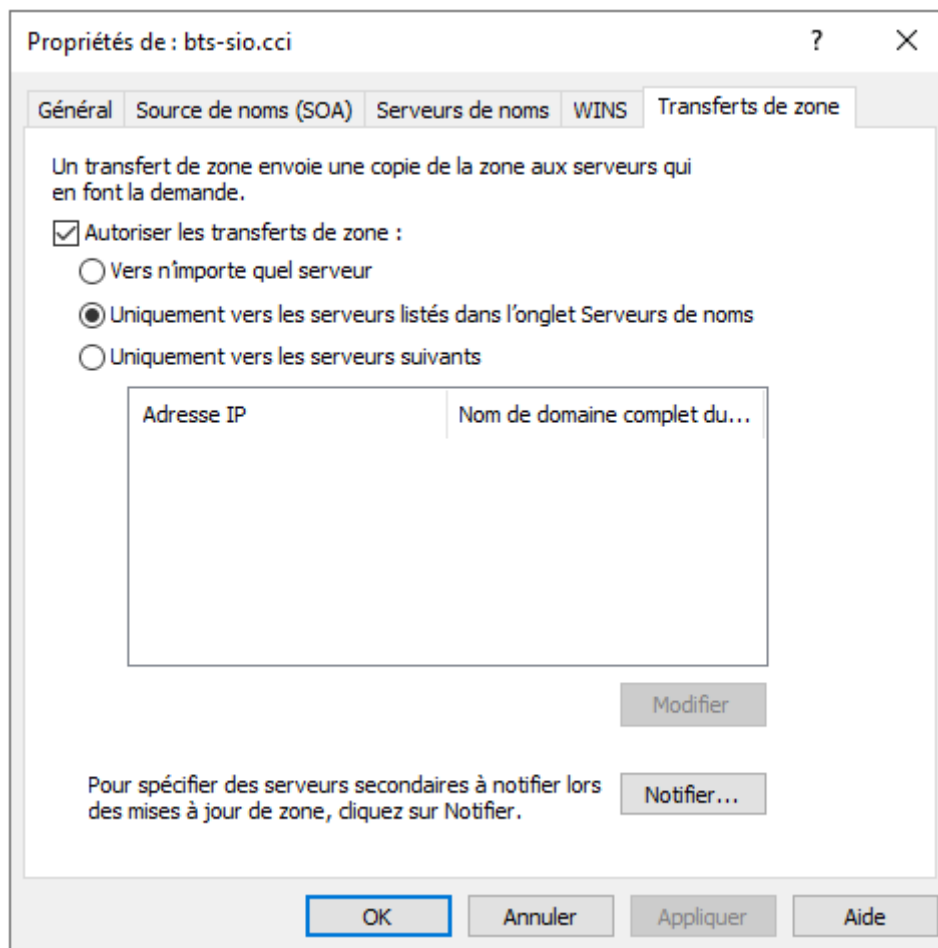 Propriétés de : bts-sio.cci
?
Général
Source de noms (SOA)
Serveurs de noms
WINS
Transferts de zone
Un transfert de zone envoie une copie de la zone aux serveurs qui
en font la demande.
Autoriser les transferts de zone :
Vers n'importe quel serveur
Uniquement vers les serveurs listés dans l'onglet Serveurs de noms
Uniquement vers les serveurs suivants
Adresse IP
Nom de domaine complet du...
Modifier
Pour spécifier des serveurs secondaires à notifier lors
des mises à jour de zone, cliquez sur Notifier.
Notifier...
OK
Annuler
Appliquer
Aide